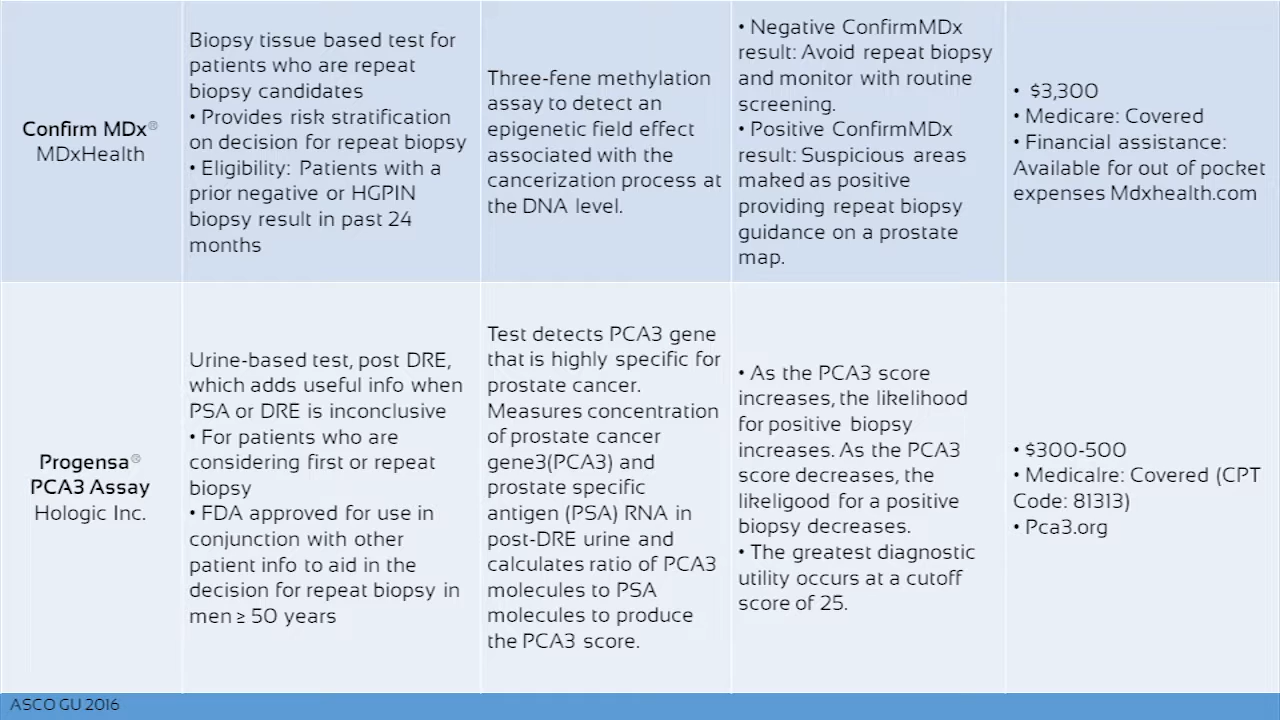 Confirm MDx®
MDxHealth
Biopsy tissue based test for
patients who are repeat
biopsy candidates
• Provides risk stratification
on decision for repeat biopsy
• Eligibility: Patients with a
prior negative or HGPIN
biopsy result in past 24
months
Three-fene methylation
assay to detect an
epigenetic field effect
associated with the
cancerization process at
the DNA level.
• Negative ConfirmMDx
result: Avoid repeat biopsy
and monitor with routine
screening.
• Positive ConfirmMDx
result: Suspicious areas
maked as positive
providing repeat biopsy
guidance on a prostate
map.
• $3,300
• Medicare: Covered
• Financial assistance:
Available for out of pocket
expenses Mdxhealth.com
Progensa®
PCA3 Assay
Hologic Inc.
Urine-based test, post DRE,
which adds useful info when
PSA or DRE is inconclusive
• For patients who are
considering first or repeat
biopsy
• FDA approved for use in
conjunction with other
patient info to aid in the
decision for repeat biopsy in
men ≥ 50 years
Test detects PCA3 gene
that is highly specific for
prostate cancer.
Measures concentration
of prostate cancer
gene3(PCA3) and
prostate specific
antigen (PSA) RNA in
post-DRE urine and
calculates ratio of PCA3
molecules to PSA
molecules to produce
the PCA3 score.
• As the PCA3 score
increases, the likelihood
for positive biopsy
increases. As the PCA3
score decreases, the
likeligood for a positive
biopsy decreases.
• The greatest diagnostic
utility occurs at a cutoff
score of 25.
• $300-500
• Medicalre: Covered (CPT
Code: 81313)
• Pca3.org
ASCO GU 2016